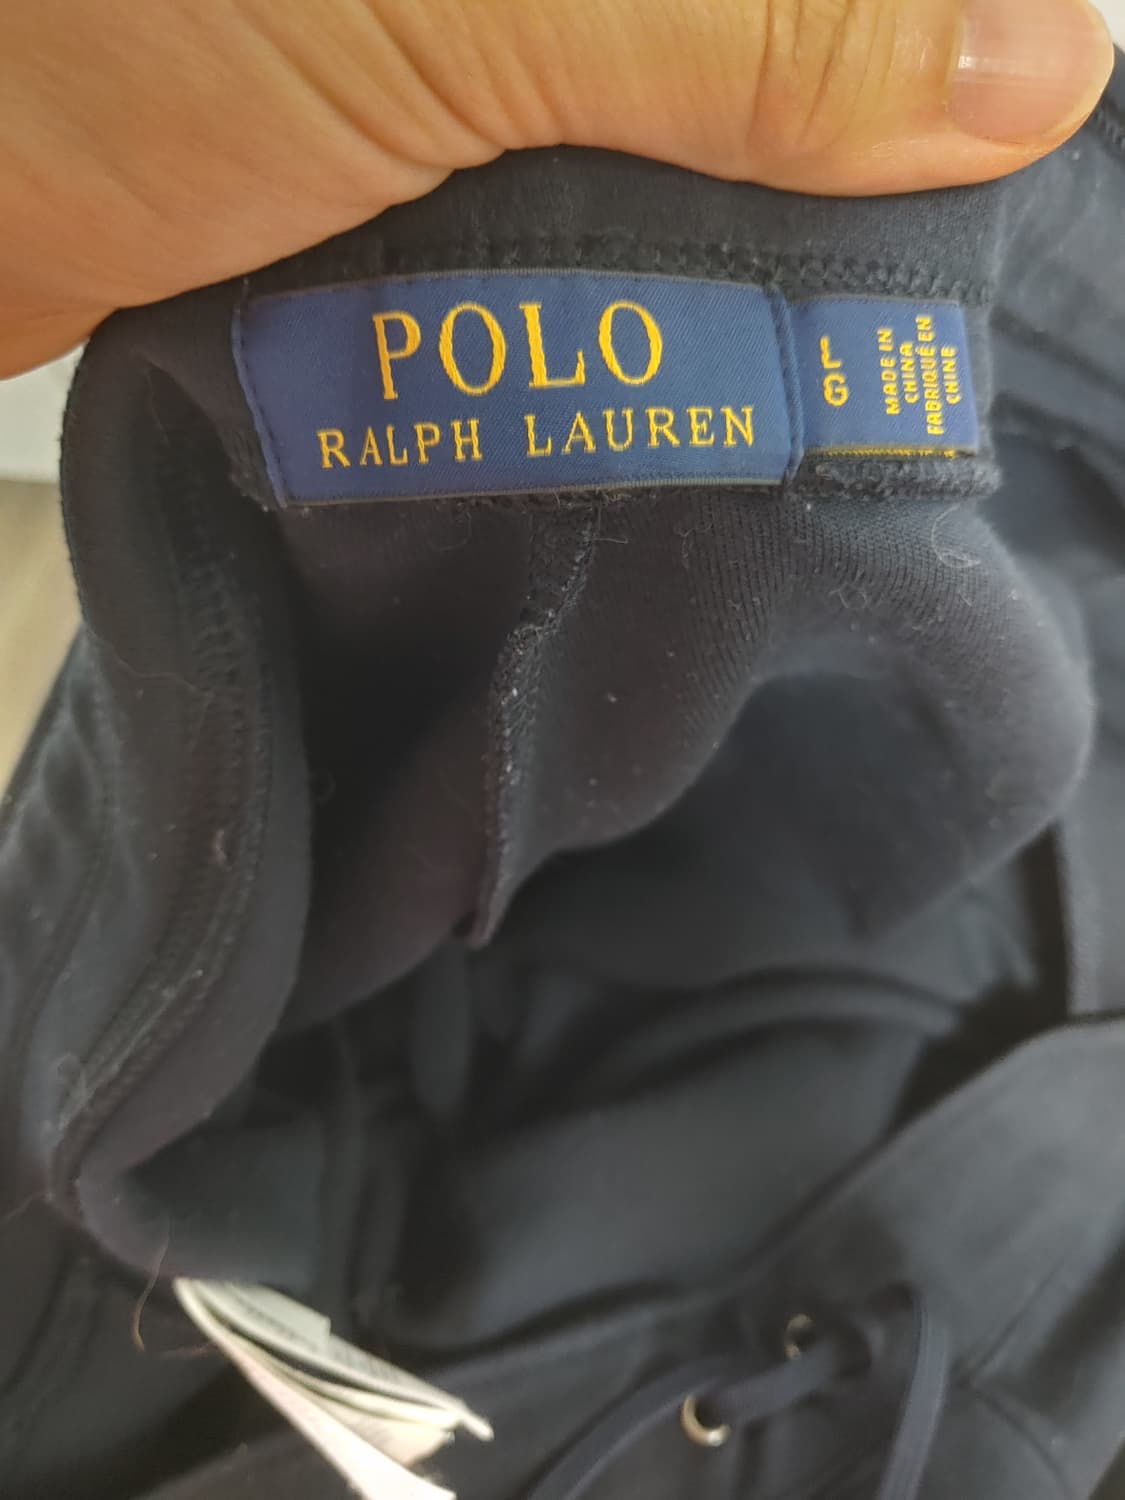 POLO
RALPH LAUREN
L
G
MADE IN
CHINA
FABRIQUÉ EN
CHINE